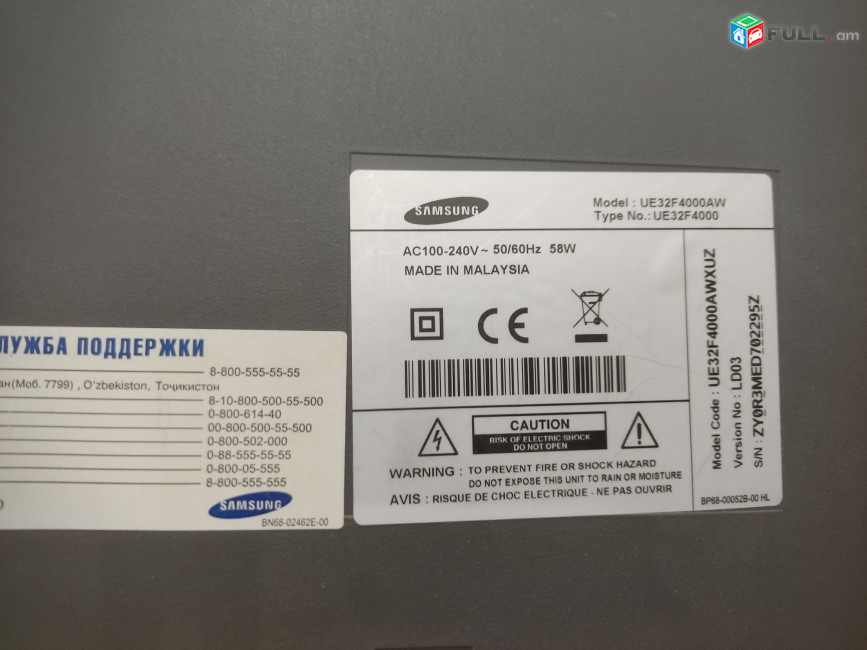 FULL.am
SAMSUNG
Model : UE32F4000AW
Type No.: UE32F4000
AC100-240V~ 50/60Hz 58W
MADE IN MALAYSIA
CE
CAUTION
RISK OF ELECTRIC SHOCK
DO NOT OPEN
WARNING : TO PREVENT FIRE OR SHOCK HAZARD
DO NOT EXPOSE THIS UNIT TO RAIN OR MOISTURE
AVIS : RISQUE DE CHOC ELECTRIQUE - NE PAS OUVRIR
Model Code : UE32F4000AWXUZ
Version No : LD03
S/N : ZY0R3MED702295Z
BP68-00052B-00 HL
ПОДДЕРЖКИ
8-800-555-55-55
(Моб. 7799) , O'zbekiston, Тоҷикистон
8-10-800-500-55-500
0-800-614-40
00-800-500-55-500
0-800-502-000
0-88-555-55-55
0-800-05-555
8-800-555-555
SAMSUNG
BN68-02462E-00